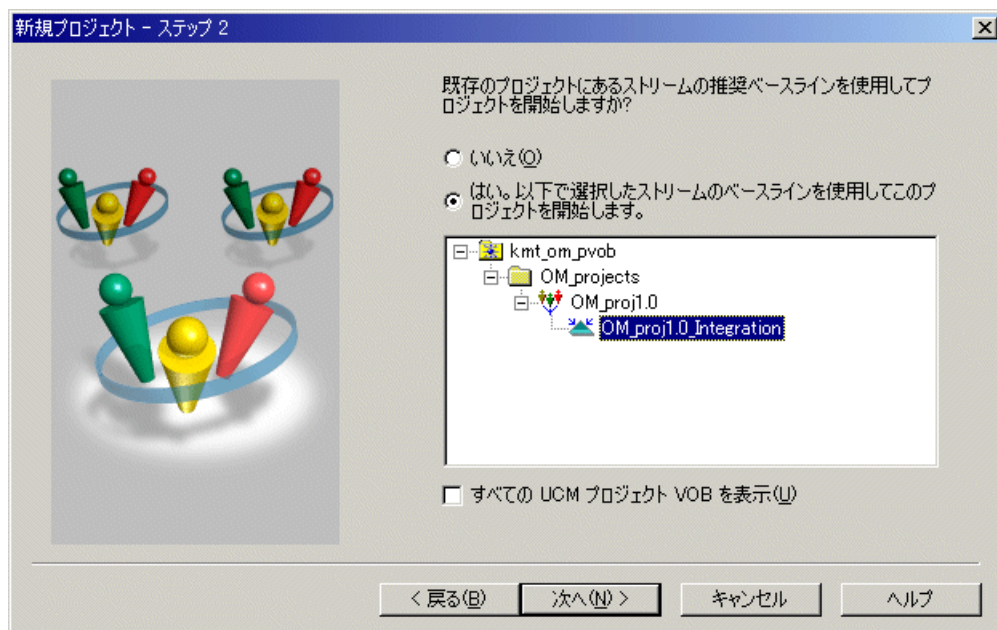 新規プロジェクト - ステップ 2
既存のプロジェクトにあるストリームの推奨ベースラインを使用してプ
ロジェクトを開始しますか?
いいえ(O)
はい。以下で選択したストリームのベースラインを使用してこのプ
ロジェクトを開始します。
kmt_om_pvob
OM_projects
OM_proj1.0
OM_proj1.0_Integration
すべての UCM プロジェクト VOB を表示(U)
< 戻る(B)
次へ(N) >
キャンセル
ヘルプ